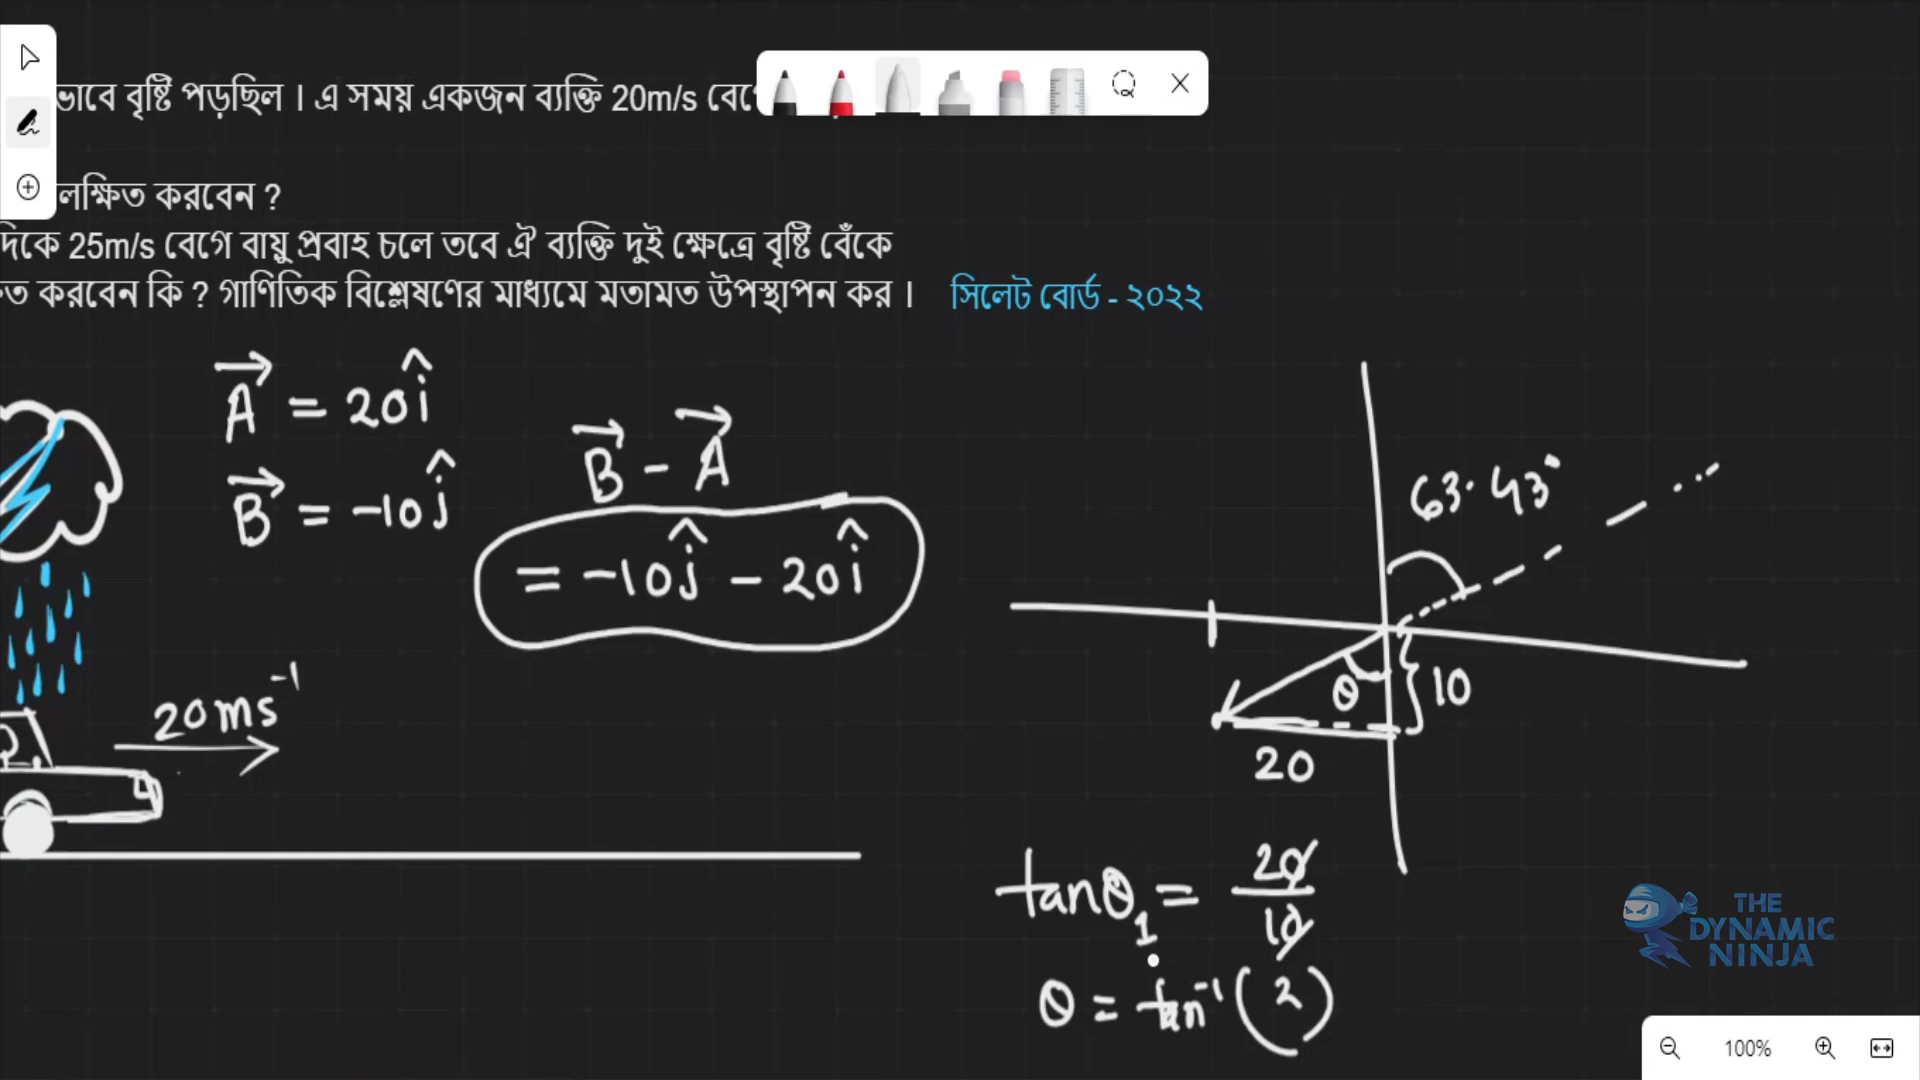 ভাবে বৃষ্টি পড়ছিল । এ সময় একজন ব্যক্তি 20m/s
লক্ষিত করবেন ?
দিকে 25m/s বেগে বায়ু প্রবাহ চলে তবে ঐ ব্যক্তি দুই ক্ষেত্রে বৃষ্টি বেঁকে
করবেন কি ? গাণিতিক বিশ্লেষণের মাধ্যমে মতামত উপস্থাপন কর । সিলেট বোর্ড - ২০২২
A⃗ = 20î
B⃗ = -10ĵ
B⃗ - A⃗
= -10ĵ - 20î
20 ms⁻¹
63.43°
θ
10
20
tanθ₁ = 20/10
θ = tan⁻¹(2)
THE
DYNAMIC
NINJA
100%